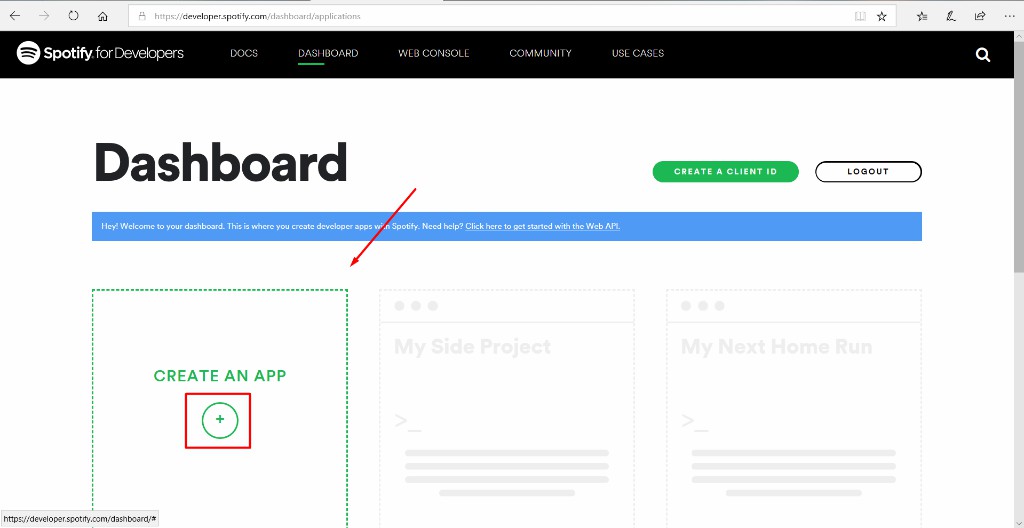 https://developer.spotify.com/dashboard/applications
Spotify for Developers DOCS DASHBOARD WEB CONSOLE COMMUNITY USE CASES
Dashboard
CREATE A CLIENT ID LOGOUT
Hey! Welcome to your dashboard. This is where you create developer apps with Spotify. Need help? Click here to get started with the Web API.
My Side Project My Next Home Run
CREATE AN APP
+
>_ >_
https://developer.spotify.com/dashboard/#